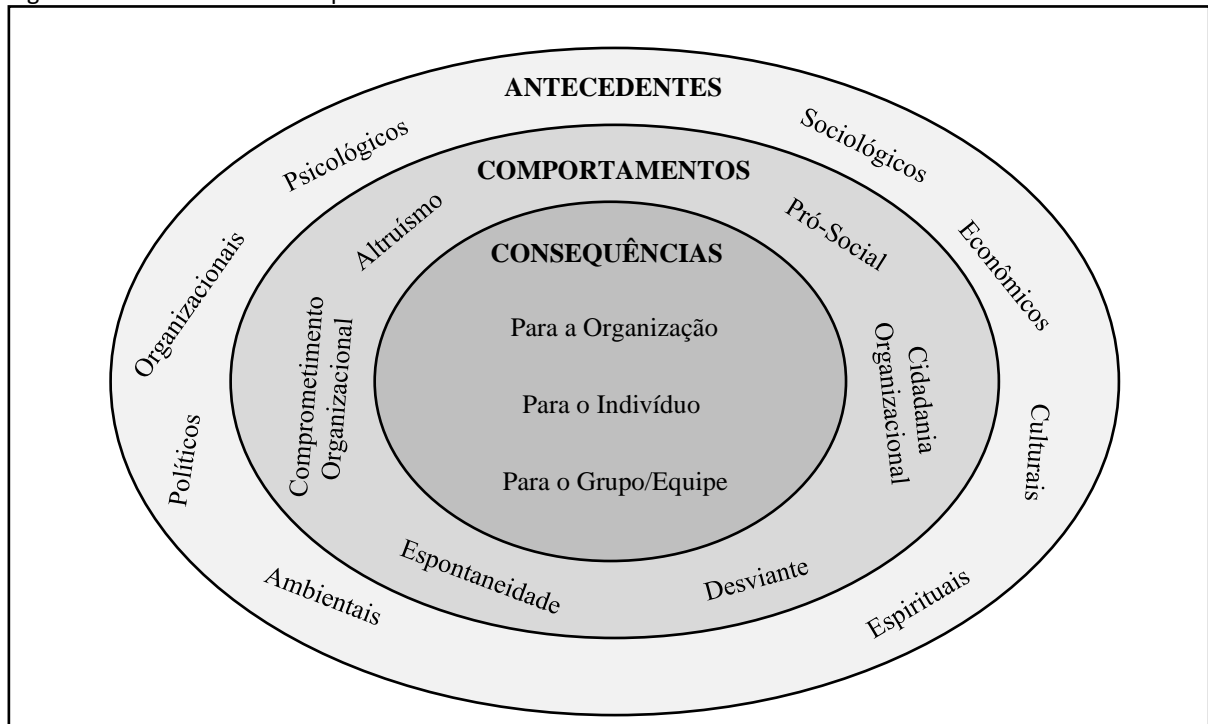 ANTECEDENTES
Psicológicos
Sociológicos
Organizacionais
Econômicos
Políticos
Culturais
Ambientais
Espirituais
COMPORTAMENTOS
Altruísmo
Pró-Social
Comprometimento
Organizacional
Cidadania
Organizacional
Espontaneidade
Desviante
CONSEQUÊNCIAS
Para a Organização
Para o Indivíduo
Para o Grupo/Equipe